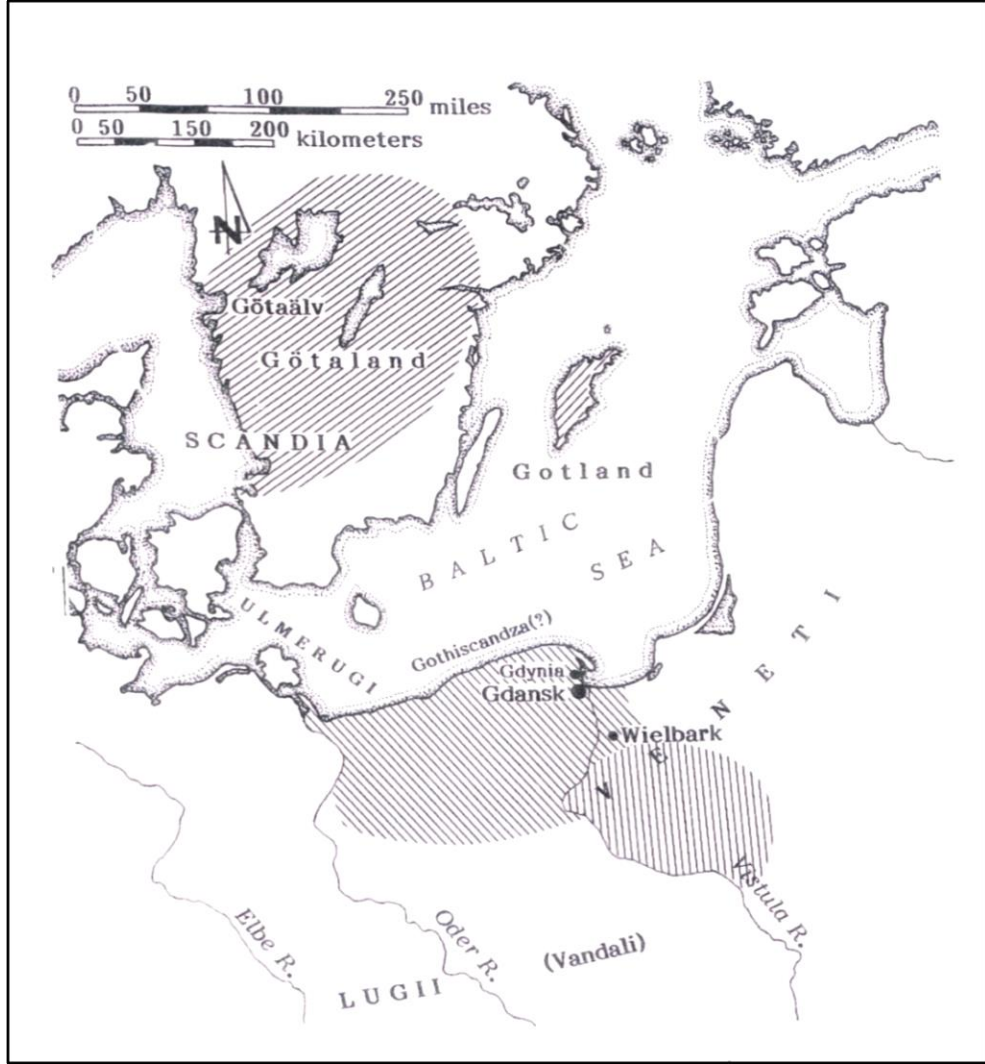 0 50 100 250 miles
0 50 150 200 kilometers
N
Götaälv
Götaland
SCANDIA
Gotland
BALTIC
SEA
ULMERUGI
Gothiscandza(?)
Gdynia
Gdansk
Wielbark
VENETI
Vistula R.
Elbe R.
Oder R.
(Vandali)
LUGII